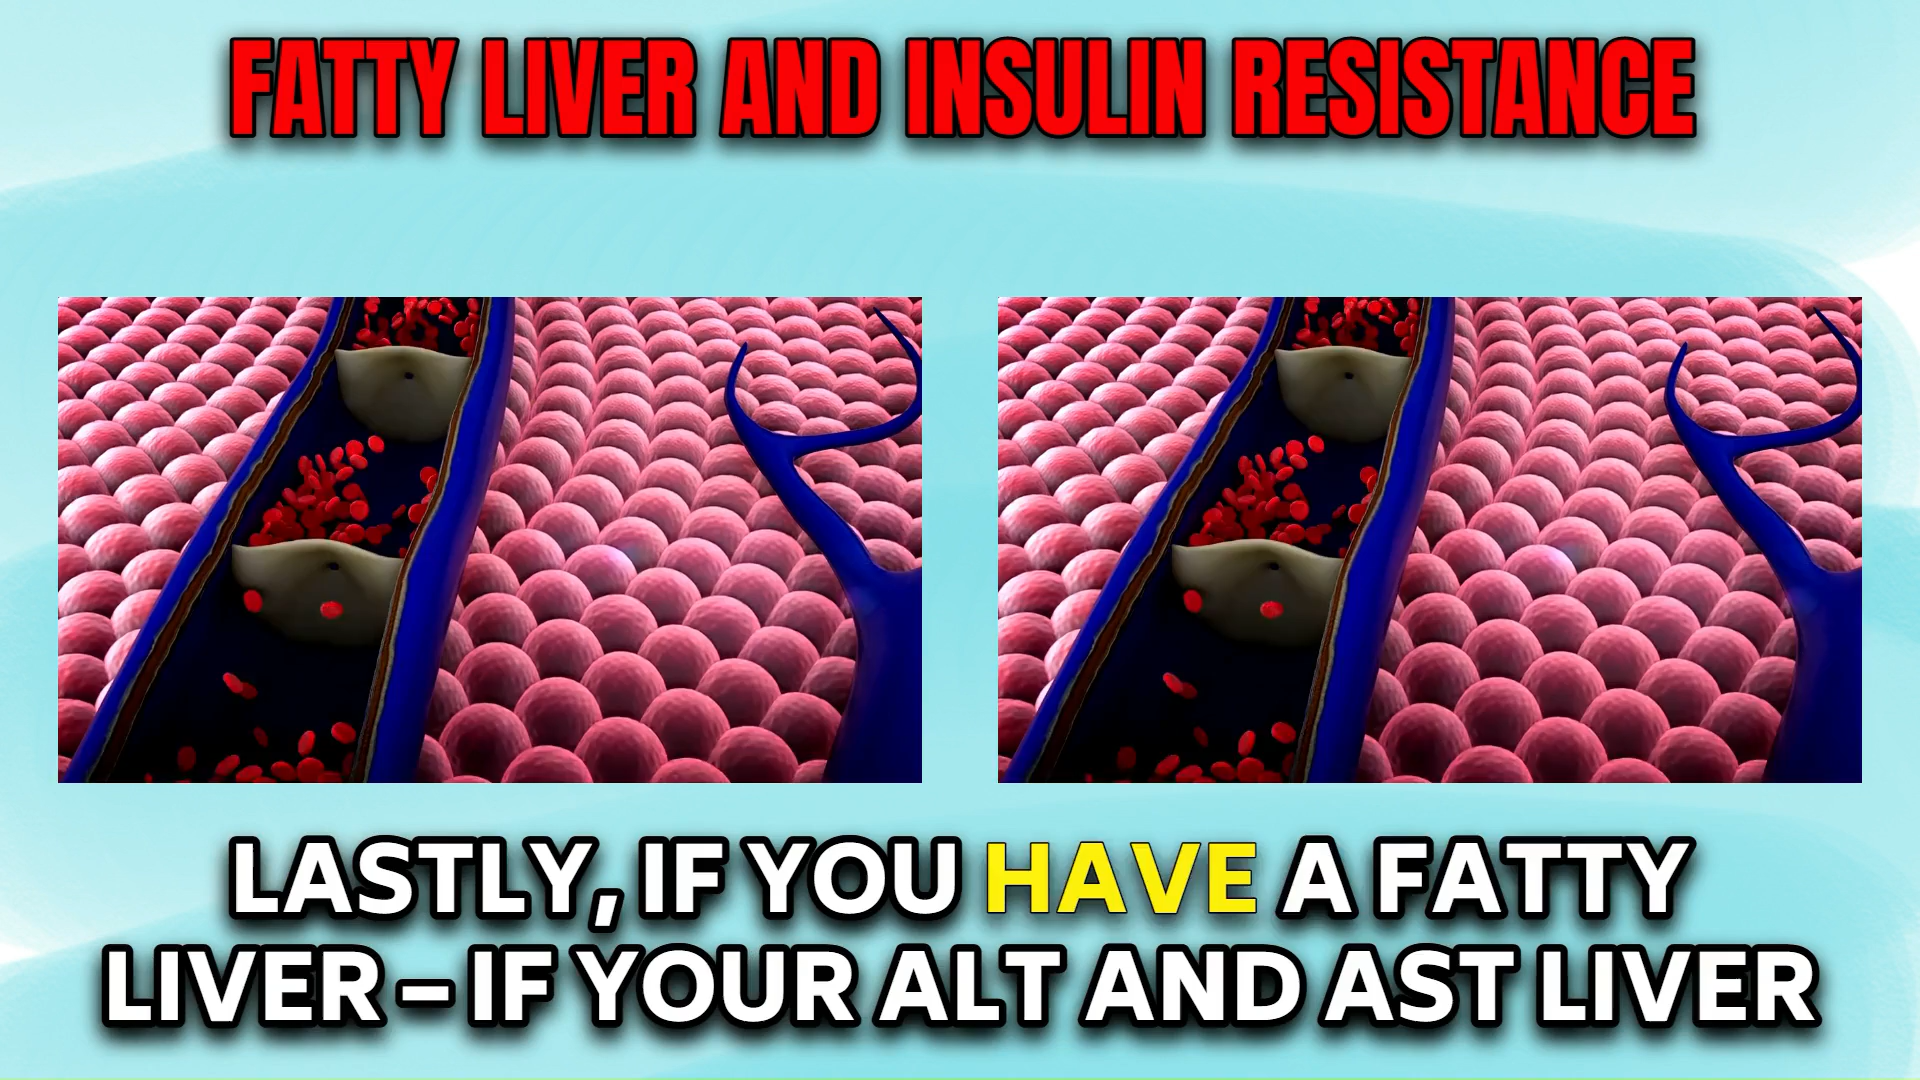 FATTY LIVER AND INSULIN RESISTANCE
LASTLY, IF YOU HAVE A FATTY
LIVER – IF YOUR ALT AND AST LIVER